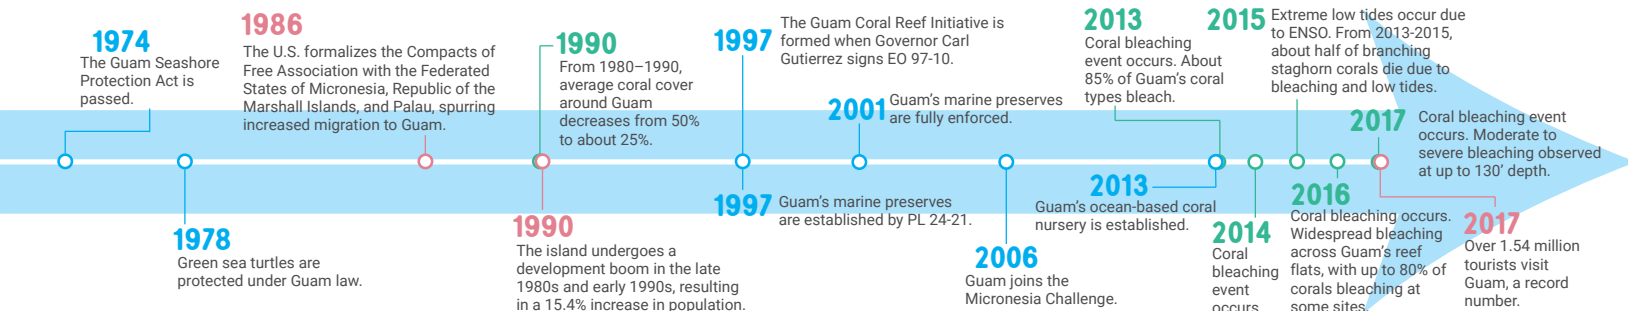 1974
The Guam Seashore
Protection Act is
passed.
1978
Green sea turtles are
protected under Guam law.
1986
The U.S. formalizes the Compacts of
Free Association with the Federated
States of Micronesia, Republic of the
Marshall Islands, and Palau, spurring
increased migration to Guam.
1990
From 1980–1990,
average coral cover
around Guam
decreases from 50%
to about 25%.
1990
The island undergoes a
development boom in the late
1980s and early 1990s, resulting
in a 15.4% increase in population.
1997
The Guam Coral Reef Initiative is
formed when Governor Carl
Gutierrez signs EO 97-10.
1997
Guam's marine preserves
are established by PL 24-21.
2001
Guam's marine preserves
are fully enforced.
2006
Guam joins the
Micronesia Challenge.
2013
Coral bleaching
event occurs. About
85% of Guam's coral
types bleach.
2013
Guam's ocean-based coral
nursery is established.
2014
Coral
bleaching
event
occurs
2015
Extreme low tides occur due
to ENSO. From 2013-2015,
about half of branching
staghorn corals die due to
bleaching and low tides.
2016
Coral bleaching occurs.
Widespread bleaching
across Guam's reef
flats, with up to 80% of
corals bleaching at
some sites.
2017
Coral bleaching event
occurs. Moderate to
severe bleaching observed
at up to 130' depth.
2017
Over 1.54 million
tourists visit
Guam, a record
number.